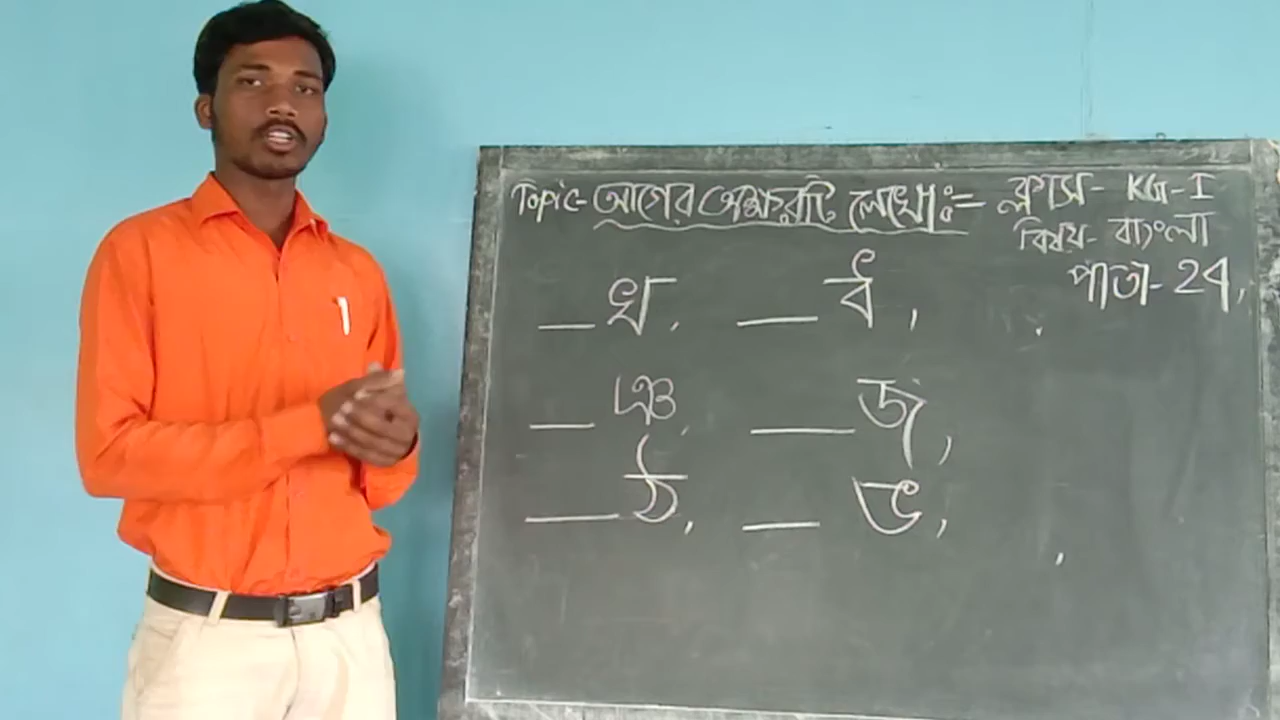 Topic- আগের অক্ষরটি লেখো:=
ক্লাস- KG-I
বিষয়- বাংলা
পাতা- 24,
__ খ, __ র্ব,
__ ঞ, __ জ,
__ ঠ, __ ভ,